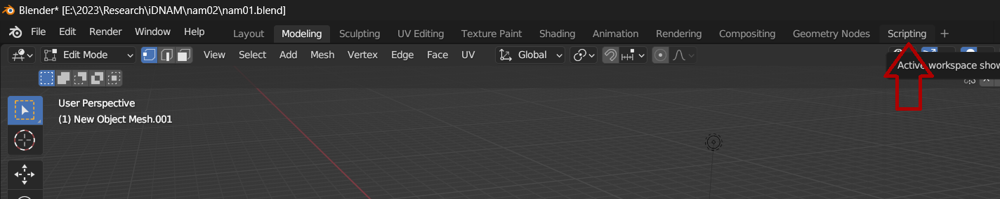 Blender* [E:\2023\Research\iDNAM\nam02\nam01.blend]
File Edit Render Window Help Layout Modeling Sculpting UV Editing Texture Paint Shading Animation Rendering Compositing Geometry Nodes Scripting +
Edit Mode View Select Add Mesh Vertex Edge Face UV Global
Active workspace show
User Perspective
(1) New Object Mesh.001